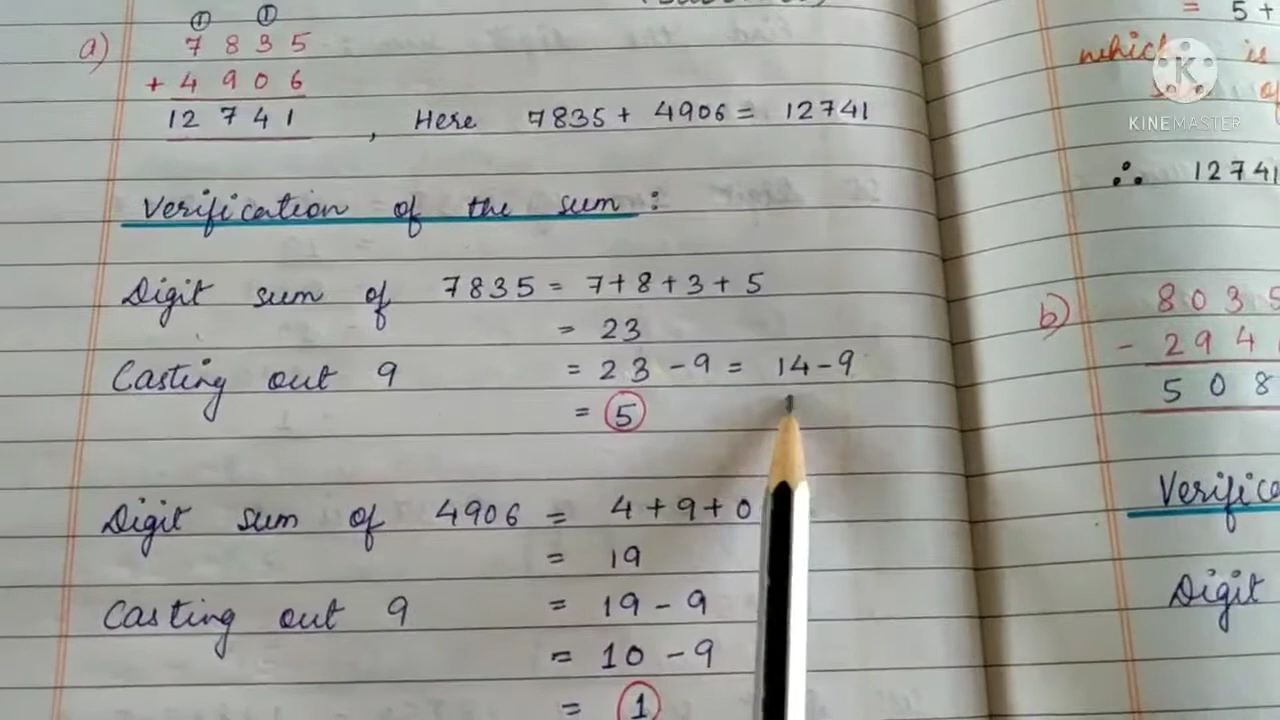 ① ①
a) 7 8 3 5
+ 4 9 0 6
12 7 4 1 , Here 7835 + 4906 = 12741
Verification of the sum :
Digit sum of 7835 = 7+8+3+5
= 23
Casting out 9 = 23 - 9 = 14 - 9
= 5
Digit sum of 4906 = 4+9+0
= 19
Casting out 9 = 19 - 9
= 10 - 9
= 1
= 5 +
which is
KINEMASTER
∴ 12741
b) 8 0 3 5
- 2 9 4
5 0 8
Verifica
Digit